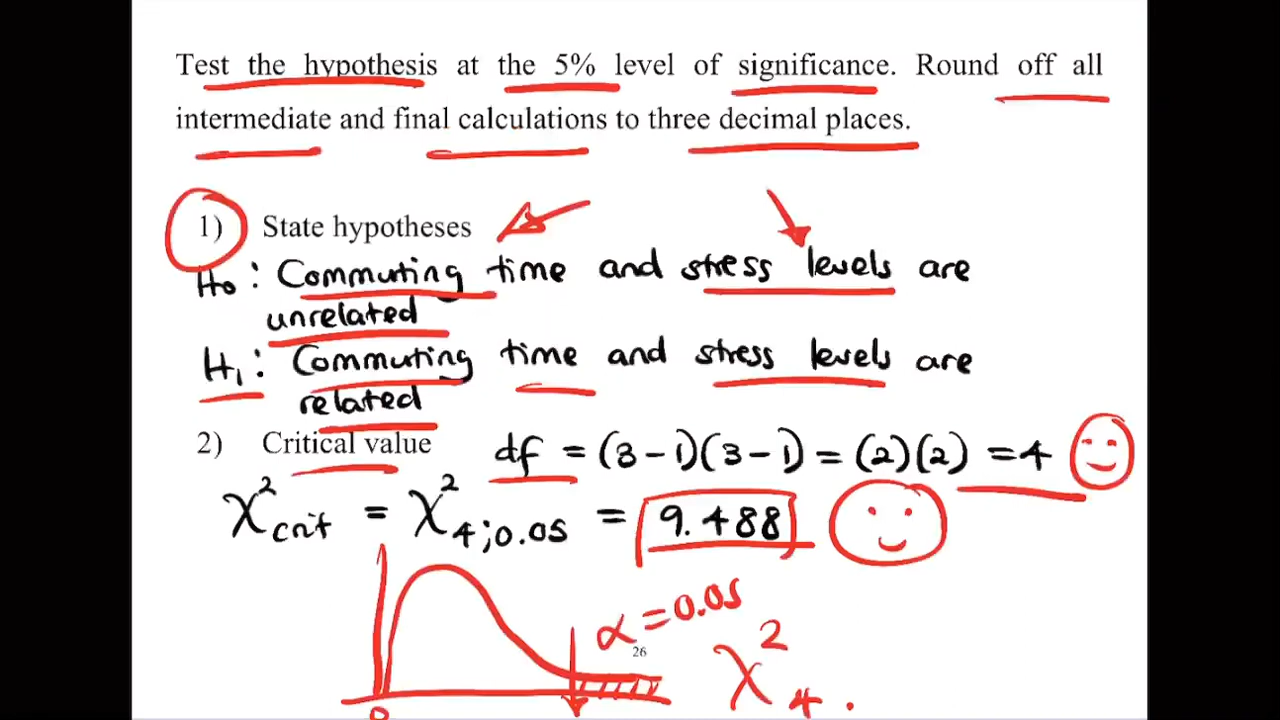 Test the hypothesis at the 5% level of significance. Round off all
intermediate and final calculations to three decimal places.
1) State hypotheses
H₀ : Commuting time and stress levels are
unrelated
H₁ : Commuting time and stress levels are
related
2) Critical value df = (3-1)(3-1) = (2)(2) = 4
χ²crit = χ²4;0.05 = 9.488
α = 0.05
26
χ²4.
0